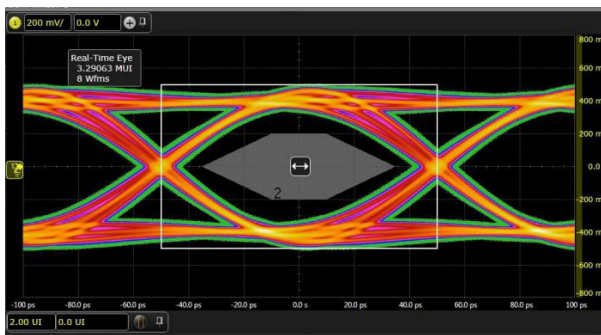 200 mV/ 0.0 V
Real-Time Eye
3.29063 MUI
8 Wfms
800 m
600 m
400 m
200 m
0.0
-200 m
-400 m
-600 m
-800 m
2
-100 ps -80.0 ps -60.0 ps -40.0 ps -20.0 ps 0.0 s 20.0 ps 40.0 ps 60.0 ps 80.0 ps 100 ps
2.00 UI 0.0 UI